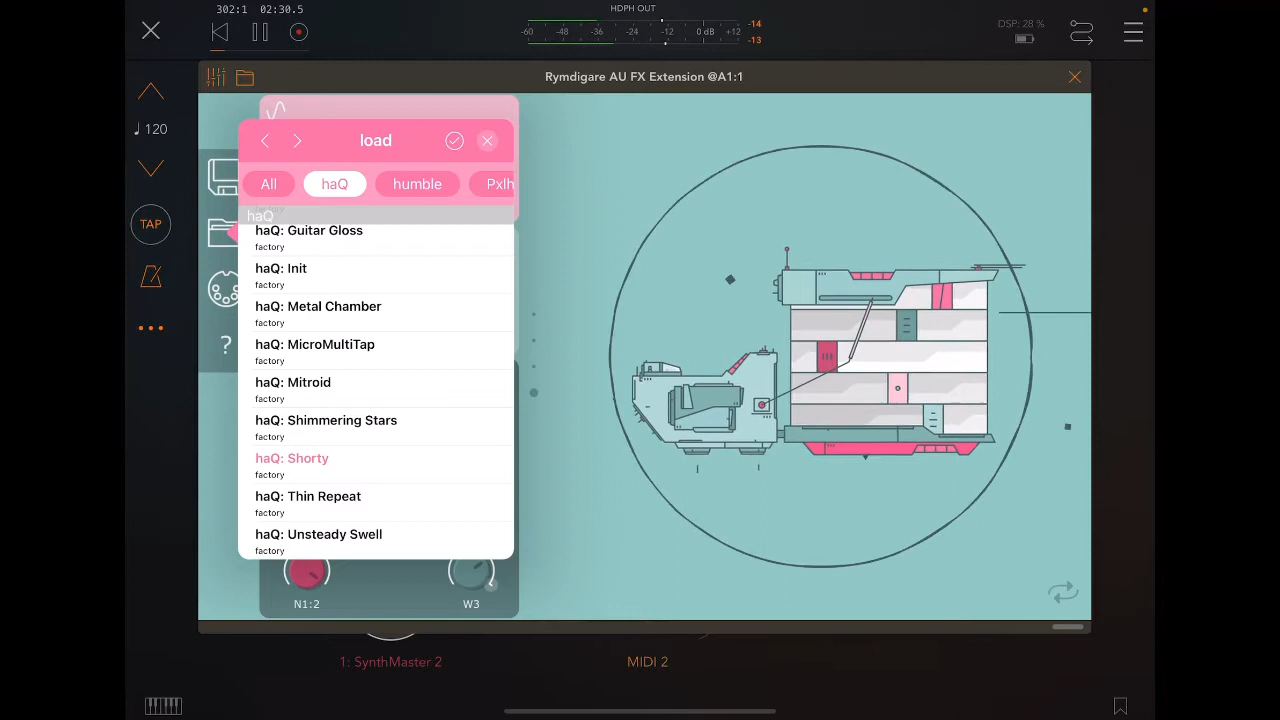 302:1 02:30.5
HDPH OUT
-60 -48 -36 -24 -12 0 dB +12
-14
-13
DSP: 28 %
Rymdigare AU FX Extension @A1:1
♩ 120
TAP
load
All haQ humble Pxlh
haQ
haQ: Guitar Gloss
factory
haQ: Init
factory
haQ: Metal Chamber
factory
haQ: MicroMultiTap
factory
haQ: Mitroid
factory
haQ: Shimmering Stars
factory
haQ: Shorty
factory
haQ: Thin Repeat
factory
haQ: Unsteady Swell
factory
?
N1:2 W3
1: SynthMaster 2
MIDI 2